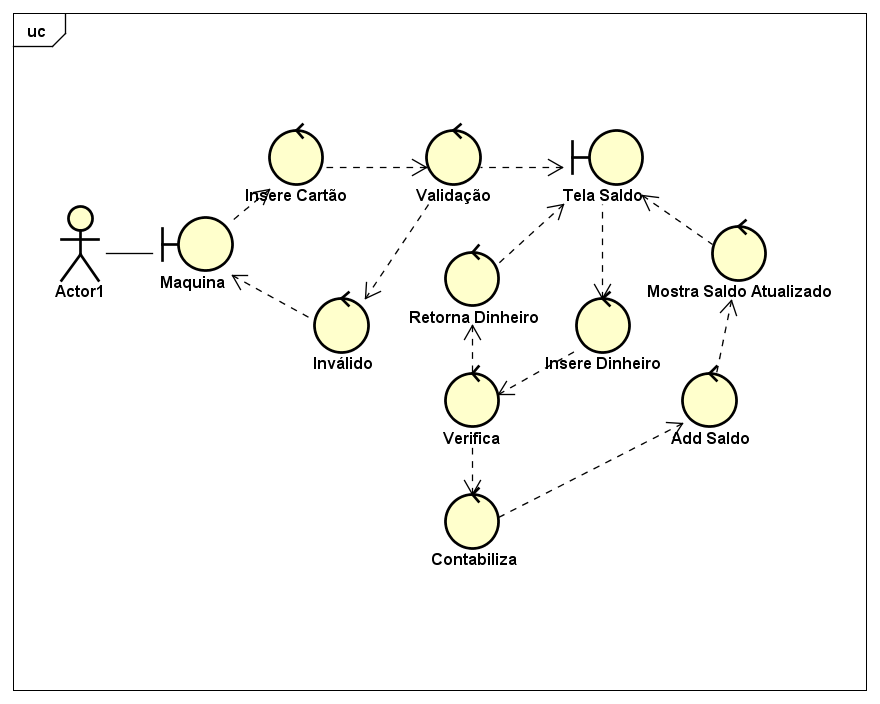 uc
Insere Cartão
Validação
Tela Saldo
Actor1
Maquina
Mostra Saldo Atualizado
Retorna Dinheiro
Inválido
Insere Dinheiro
Verifica
Add Saldo
Contabiliza